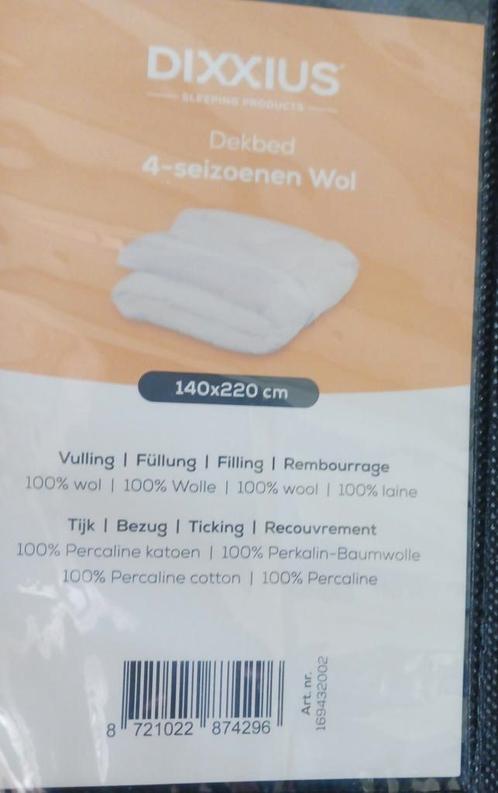 DIXXIUS
SLEEPING PRODUCTS
Dekbed
4-seizoenen Wol
140x220 cm
Vulling | Füllung | Filling | Rembourrage
100% wol | 100% Wolle | 100% wool | 100% laine
Tijk | Bezug | Ticking | Recouvrement
100% Percaline katoen | 100% Perkalin-Baumwolle
100% Percaline cotton | 100% Percaline
8 721022 874296
Art. nr.
169432002